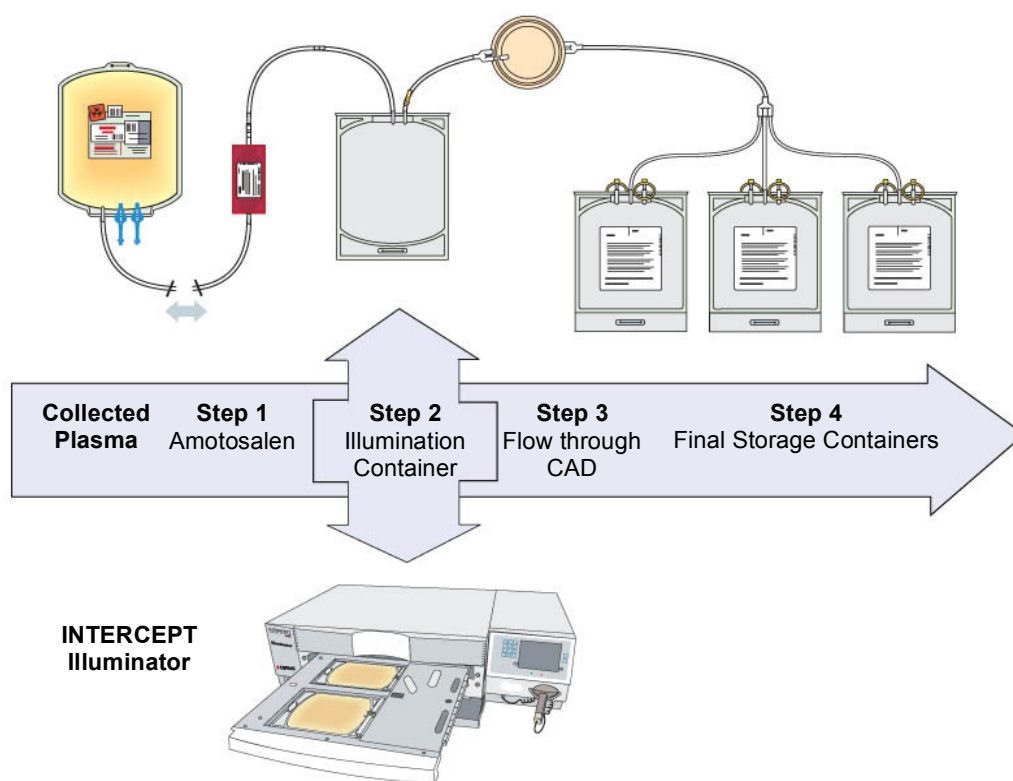 Collected
Plasma
Step 1
Amotosalen
Step 2
Illumination
Container
Step 3
Flow through
CAD
Step 4
Final Storage Containers
INTERCEPT
Illuminator